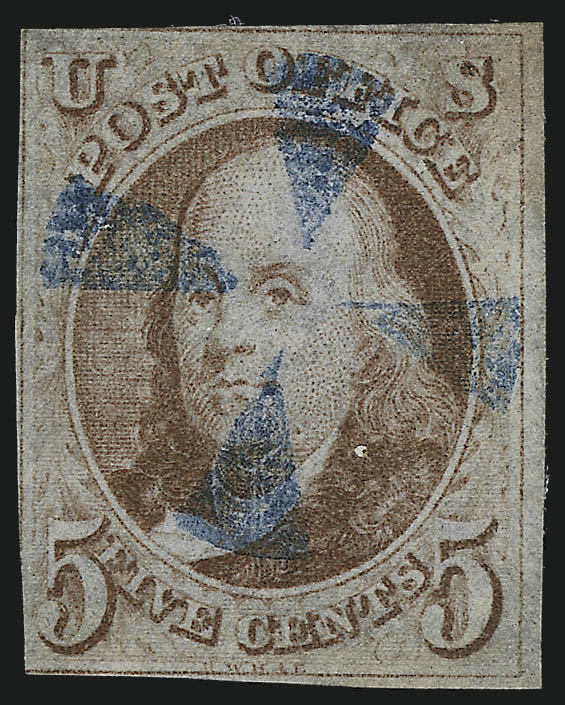 U S
POST OFFICE
5 FIVE CENTS 5
R.W.H.& E.